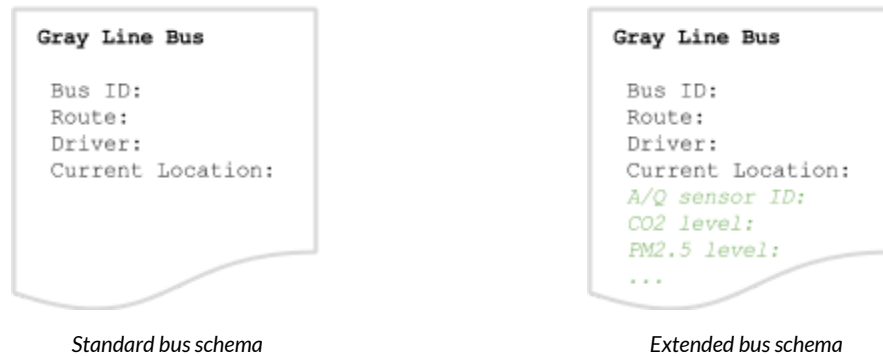 Gray Line Bus
Bus ID:
Route:
Driver:
Current Location:
Standard bus schema
Gray Line Bus
Bus ID:
Route:
Driver:
Current Location:
A/Q sensor ID:
CO2 level:
PM2.5 level:
...
Extended bus schema